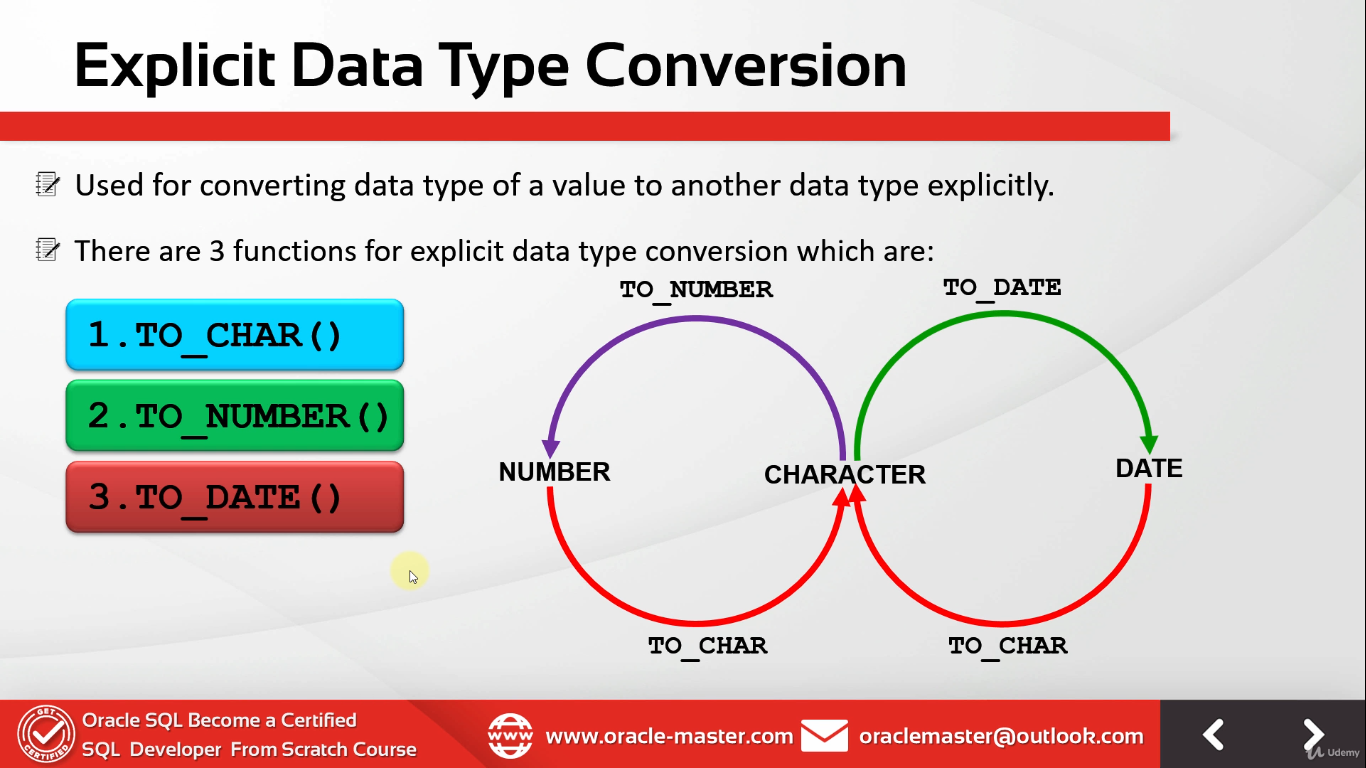 Explicit Data Type Conversion
Used for converting data type of a value to another data type explicitly.
There are 3 functions for explicit data type conversion which are:
1.TO_CHAR()
2.TO_NUMBER()
3.TO_DATE()
TO_NUMBER
TO_DATE
NUMBER
CHARACTER
DATE
TO_CHAR
TO_CHAR
GET CERTIFIED
Oracle SQL Become a Certified
SQL Developer From Scratch Course
WWW
www.oracle-master.com
oraclemaster@outlook.com
Udemy